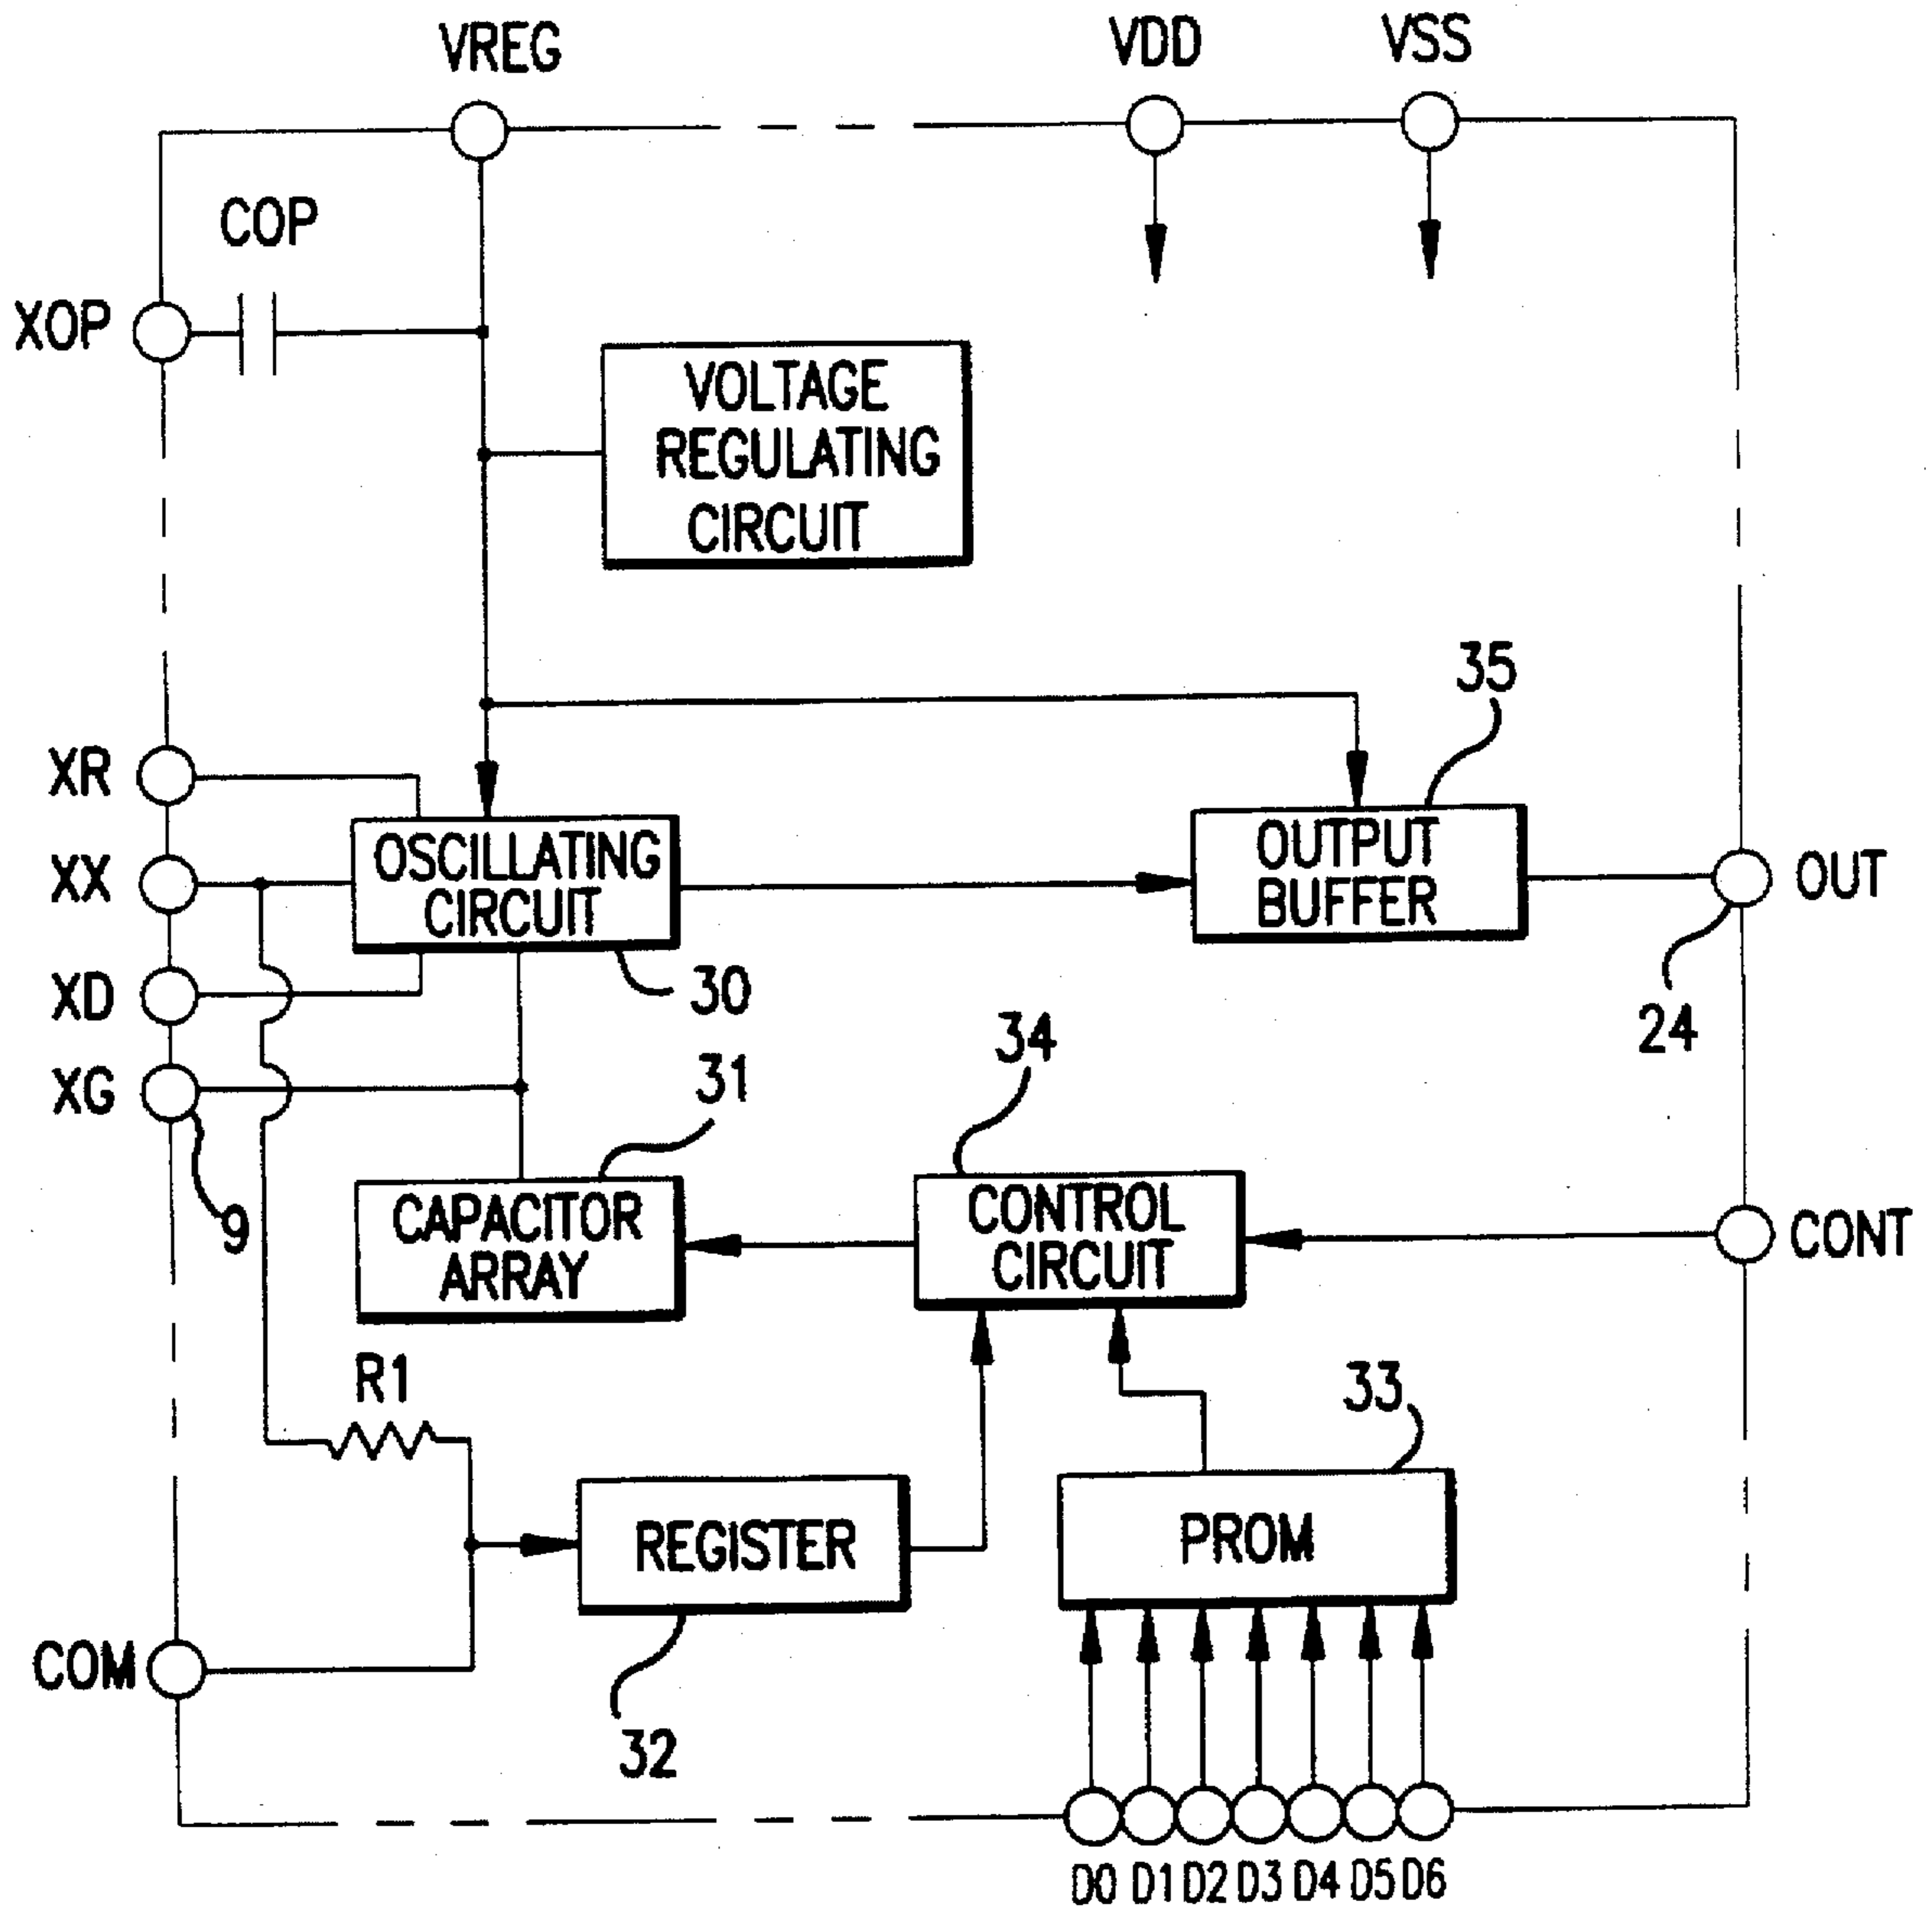 VREG
VDD
VSS
COP
XOP
VOLTAGE
REGULATING
CIRCUIT
35
XR
OSCILLATING
CIRCUIT
OUTPUT
BUFFER
XX
OUT
XD
30
24
34
31
XG
9
CAPACITOR
ARRAY
CONTROL
CIRCUIT
CONT
R1
33
REGISTER
PROM
COM
32
D0 D1 D2 D3 D4 D5 D6